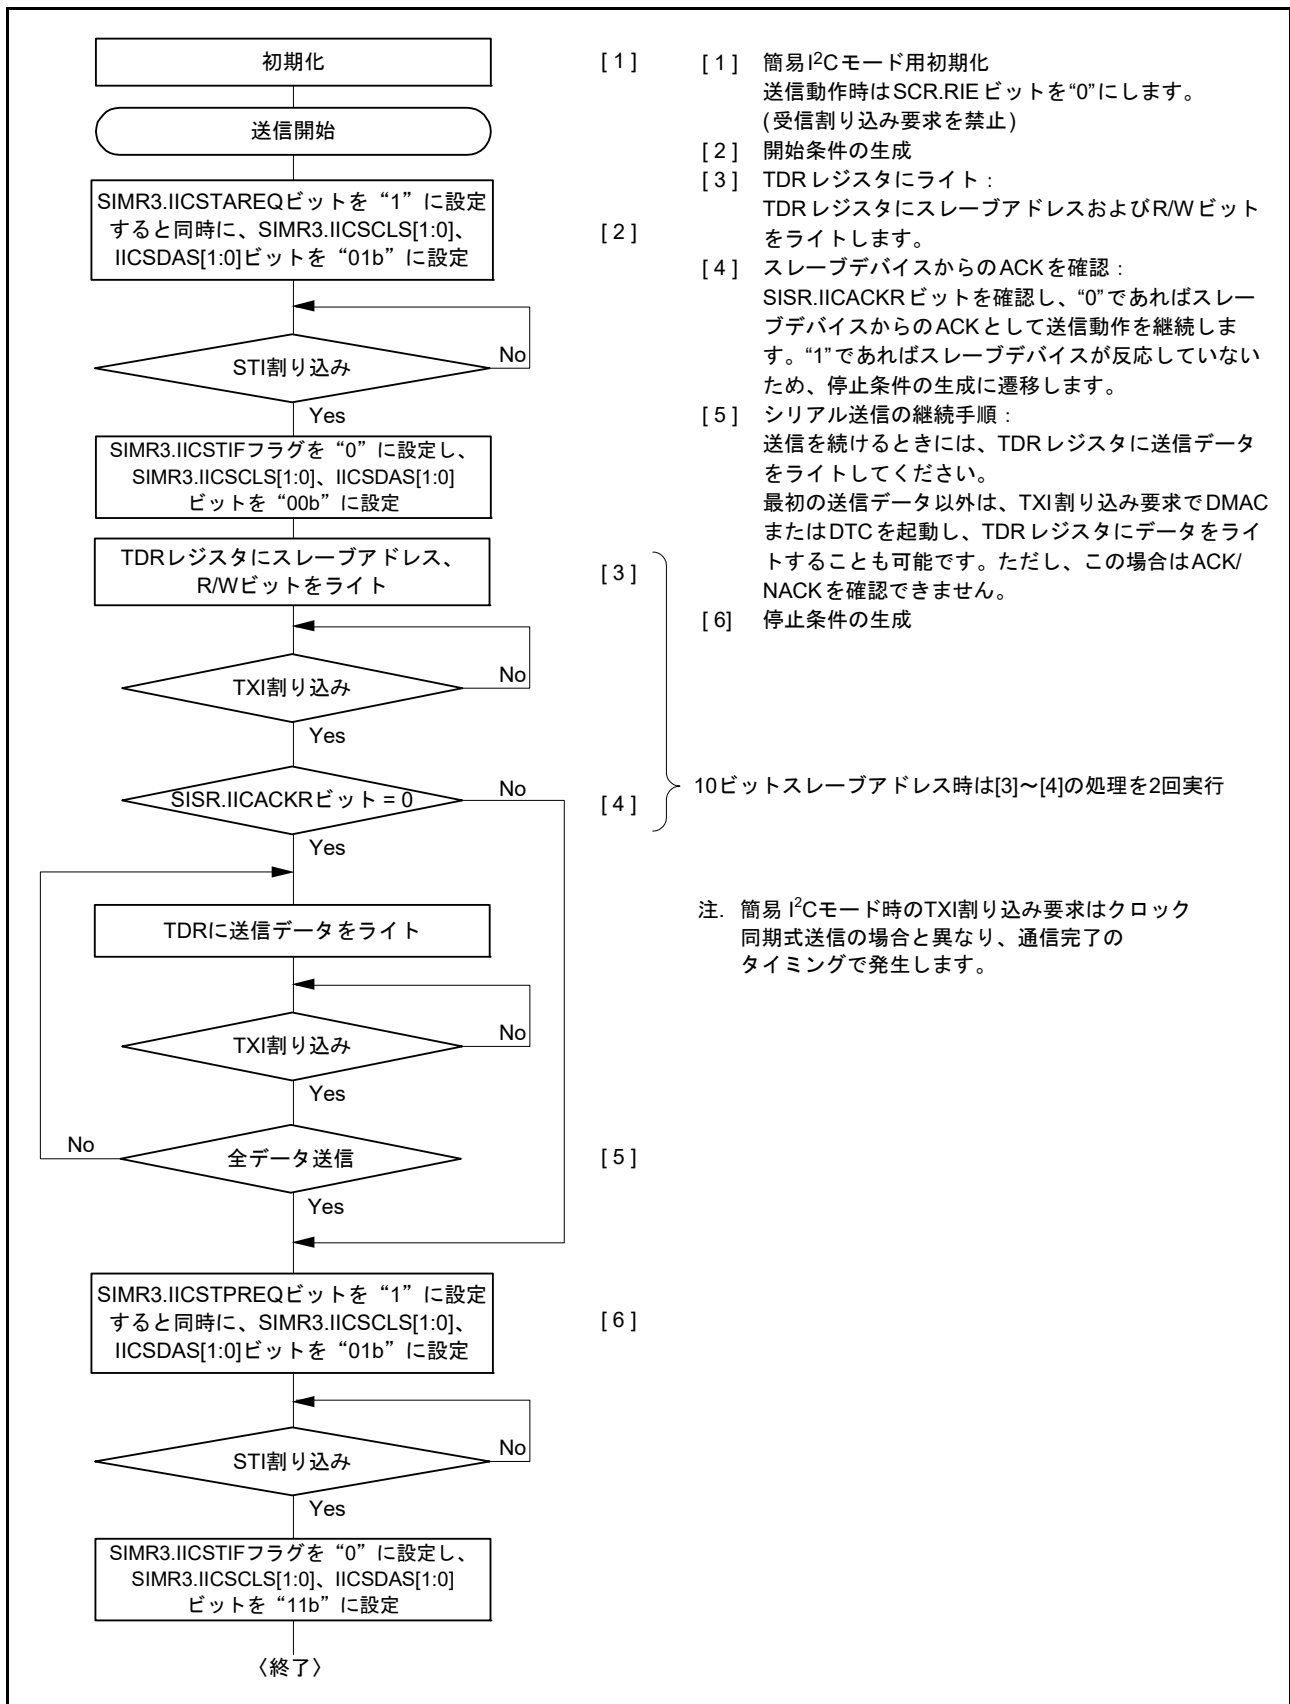 初期化
[ 1 ]
送信開始
SIMR3.IICSTAREQビットを“1”に設定
すると同時に、SIMR3.IICSCLS[1:0]、
IICSDAS[1:0]ビットを“01b”に設定
[ 2 ]
STI割り込み
No
Yes
SIMR3.IICSTIFフラグを“0”に設定し、
SIMR3.IICSCLS[1:0]、IICSDAS[1:0]
ビットを“00b”に設定
TDRレジスタにスレーブアドレス、
R/Wビットをライト
[ 3 ]
TXI割り込み
No
Yes
SISR.IICACKRビット = 0
No
[ 4 ]
Yes
10ビットスレーブアドレス時は[3]～[4]の処理を2回実行
TDRに送信データをライト
TXI割り込み
No
Yes
全データ送信
No
[ 5 ]
Yes
SIMR3.IICSTPREQビットを“1”に設定
すると同時に、SIMR3.IICSCLS[1:0]、
IICSDAS[1:0]ビットを“01b”に設定
[ 6 ]
STI割り込み
No
Yes
SIMR3.IICSTIFフラグを“0”に設定し、
SIMR3.IICSCLS[1:0]、IICSDAS[1:0]
ビットを“11b”に設定
〈終了〉
[ 1 ] 簡易I²Cモード用初期化
送信動作時はSCR.RIEビットを“0”にします。
(受信割り込み要求を禁止)
[ 2 ] 開始条件の生成
[ 3 ] TDRレジスタにライト：
TDRレジスタにスレーブアドレスおよびR/Wビット
をライトします。
[ 4 ] スレーブデバイスからのACKを確認：
SISR.IICACKRビットを確認し、“0”であればスレー
ブデバイスからのACKとして送信動作を継続しま
す。“1”であればスレーブデバイスが反応していない
ため、停止条件の生成に遷移します。
[ 5 ] シリアル送信の継続手順：
送信を続けるときには、TDRレジスタに送信データ
をライトしてください。
最初の送信データ以外は、TXI割り込み要求でDMAC
またはDTCを起動し、TDRレジスタにデータをライ
トすることも可能です。ただし、この場合はACK/
NACKを確認できません。
[ 6] 停止条件の生成
注. 簡易 I²Cモード時のTXI割り込み要求はクロック
同期式送信の場合と異なり、通信完了の
タイミングで発生します。